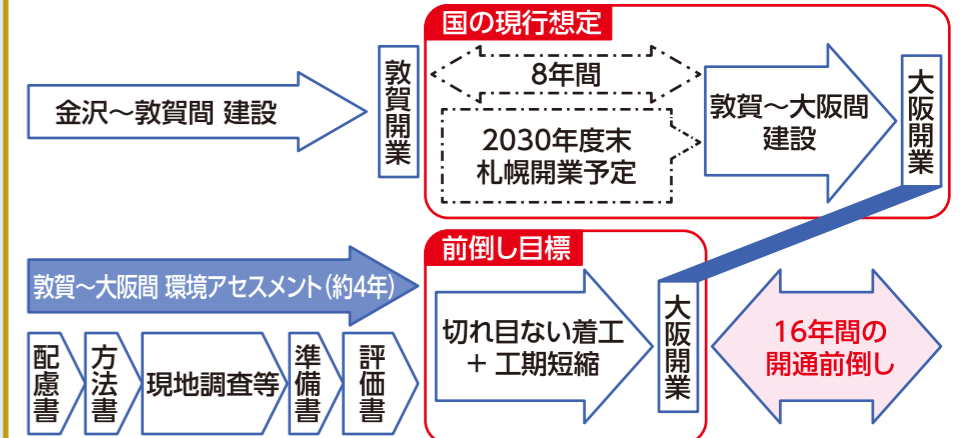 国の現行想定
金沢～敦賀間 建設
敦賀開業
8年間
2030年度末
札幌開業予定
敦賀～大阪間
建設
大阪開業
前倒し目標
敦賀～大阪間 環境アセスメント（約4年）
配慮書
方法書
現地調査等
準備書
評価書
切れ目ない着工
＋ 工期短縮
大阪開業
16年間の
開通前倒し